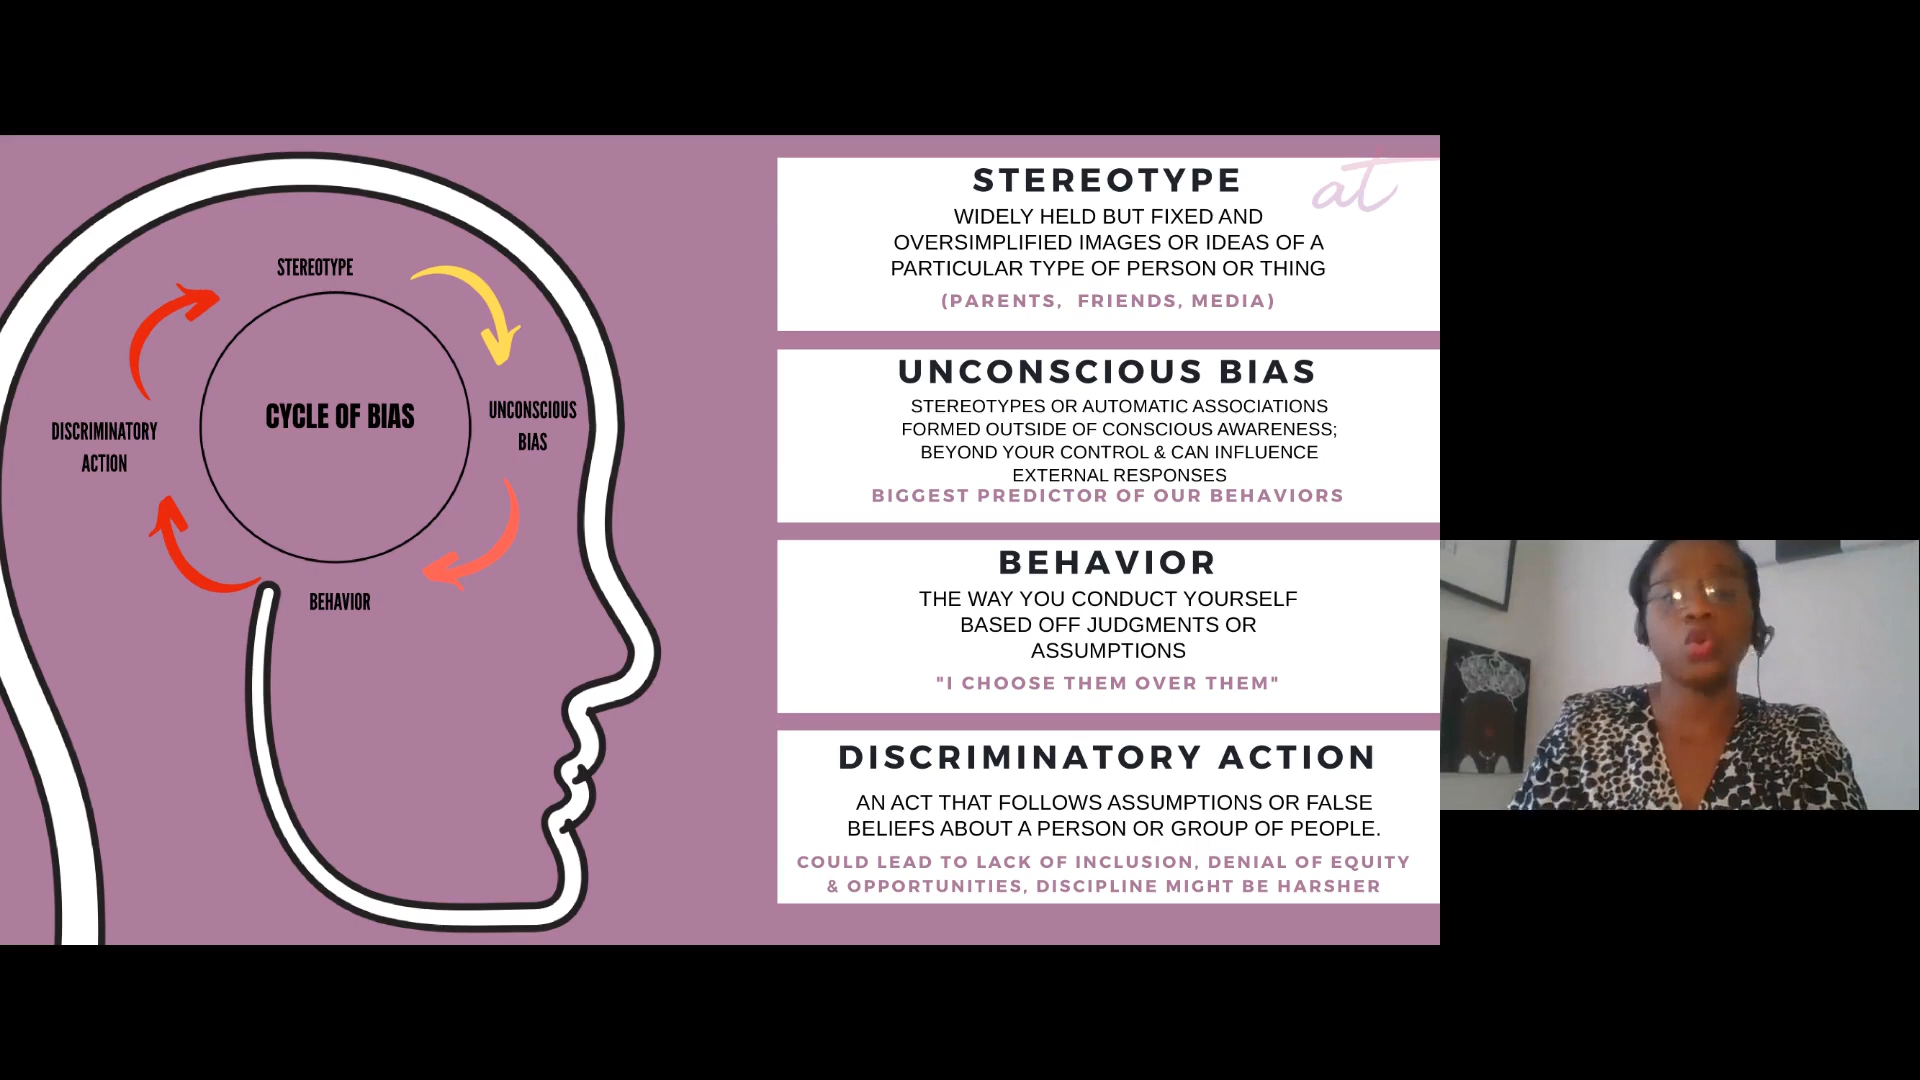 STEREOTYPE
UNCONSCIOUS
BIAS
BEHAVIOR
DISCRIMINATORY
ACTION
CYCLE OF BIAS
STEREOTYPE
at
WIDELY HELD BUT FIXED AND
OVERSIMPLIFIED IMAGES OR IDEAS OF A
PARTICULAR TYPE OF PERSON OR THING
(PARENTS, FRIENDS, MEDIA)
UNCONSCIOUS BIAS
STEREOTYPES OR AUTOMATIC ASSOCIATIONS
FORMED OUTSIDE OF CONSCIOUS AWARENESS;
BEYOND YOUR CONTROL & CAN INFLUENCE
EXTERNAL RESPONSES
BIGGEST PREDICTOR OF OUR BEHAVIORS
BEHAVIOR
THE WAY YOU CONDUCT YOURSELF
BASED OFF JUDGMENTS OR
ASSUMPTIONS
"I CHOOSE THEM OVER THEM"
DISCRIMINATORY ACTION
AN ACT THAT FOLLOWS ASSUMPTIONS OR FALSE
BELIEFS ABOUT A PERSON OR GROUP OF PEOPLE.
COULD LEAD TO LACK OF INCLUSION, DENIAL OF EQUITY
& OPPORTUNITIES, DISCIPLINE MIGHT BE HARSHER